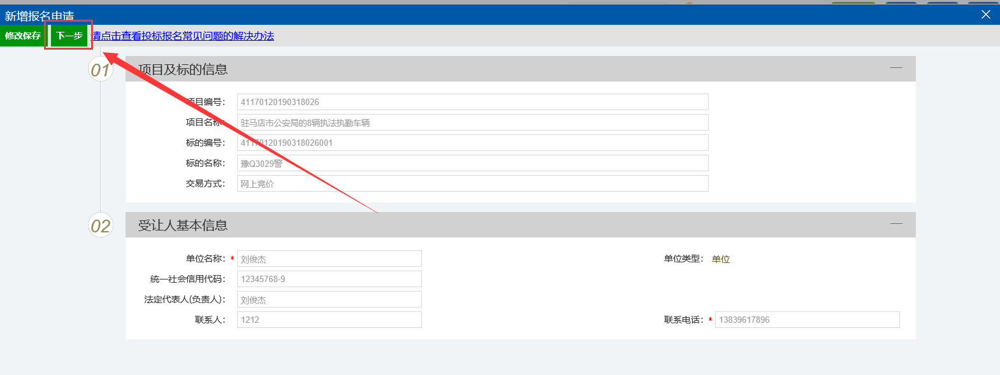 新增报名申请
修改保存 下一步 请点击查看投标报名常见问题的解决办法
01 项目及标的信息
项目编号： 41170120190318026
项目名称： 驻马店市公安局的8辆执法执勤车辆
标的编号： 41170120190318026001
标的名称： 豫Q3029警
交易方式： 网上竞价
02 受让人基本信息
单位名称：* 刘俊杰 单位类型： 单位
统一社会信用代码： 12345768-9
法定代表人(负责人)： 刘俊杰
联系人： 1212 联系电话：* 13839617896